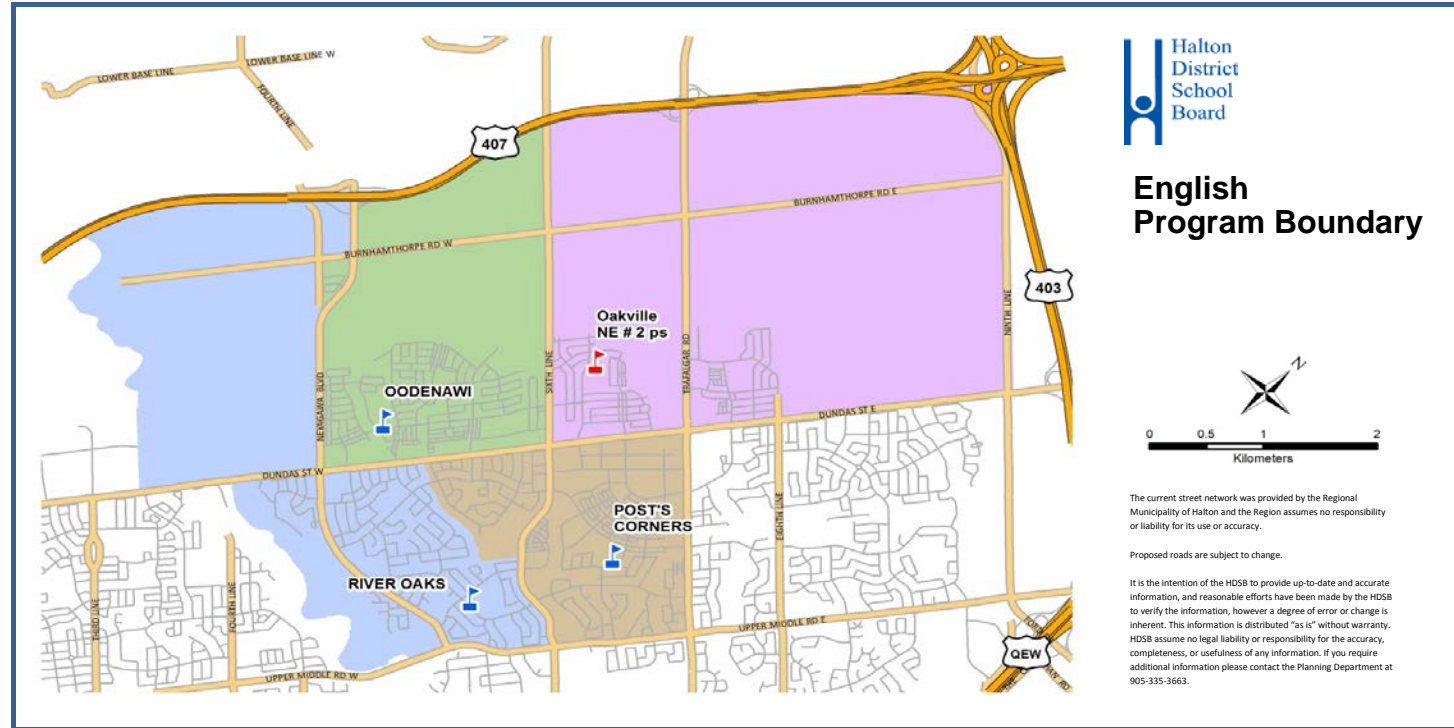 LOWER BASE LINE
LOWER BASE LINE W
FOURTH LINE
407
BURNHAMTHORPE RD E
BURNHAMTHORPE RD W
403
NINTH LINE
Oakville
NE # 2 ps
SIXTH LINE
TRAFALGAR RD
NEYAGAWA BLVD
OODENAWI
DUNDAS ST E
DUNDAS ST W
POST'S
CORNERS
EIGHTH LINE
RIVER OAKS
THIRD LINE
FOURTH LINE
UPPER MIDDLE RD E
UPPER MIDDLE RD W
QEW
Halton
District
School
Board
English
Program Boundary
N
0 0.5 1 2
Kilometers
The current street network was provided by the Regional
Municipality of Halton and the Region assumes no responsibility
or liability for its use or accuracy.
Proposed roads are subject to change.
It is the intention of the HDSB to provide up-to-date and accurate
information, and reasonable efforts have been made by the HDSB
to verify the information, however a degree of error or change is
inherent. This information is distributed "as is" without warranty.
HDSB assume no legal liability or responsibility for the accuracy,
completeness, or usefulness of any information. If you require
additional information please contact the Planning Department at
905-335-3663.